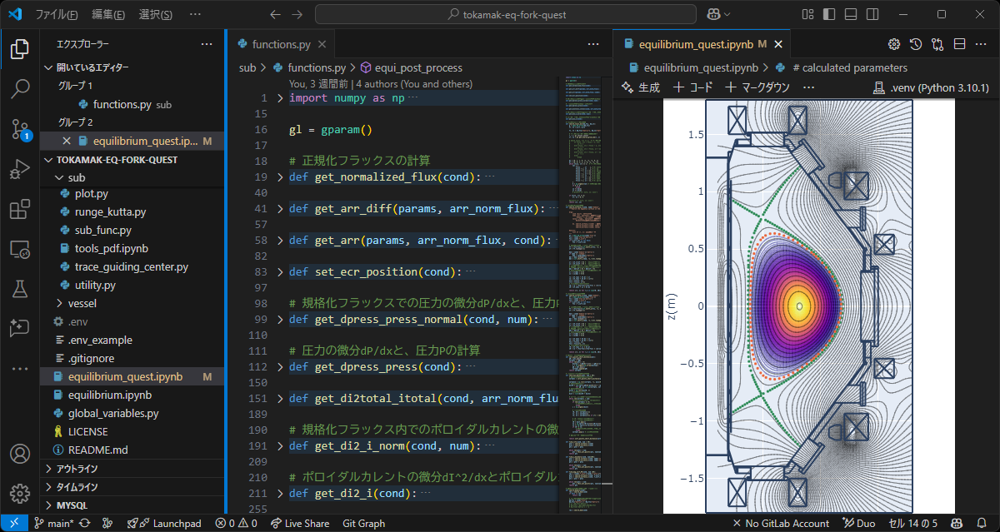 ファイル(F) 編集(E) 選択(S) ··· tokamak-eq-fork-quest
エクスプローラー ···
開いているエディター
グループ 1
functions.py sub
グループ 2
equilibrium_quest.ip... M
TOKAMAK-EQ-FORK-QUEST
sub
plot.py
runge_kutta.py
sub_func.py
tools_pdf.ipynb
trace_guiding_center.py
utility.py
vessel
.env
.env_example
.gitignore
equilibrium_quest.ipynb M
equilibrium.ipynb
global_variables.py
LICENSE
README.md
アウトライン
タイムライン
MYSQL
1
functions.py
sub > functions.py > equi_post_process
You, 3 週間前 | 4 authors (You and others)
1 import numpy as np ···
15
16 gl = gparam()
17
18 # 正規化フラックスの計算
19 def get_normalized_flux(cond): ···
40
41 def get_arr_diff(params, arr_norm_flux): ···
57
58 def get_arr(params, arr_norm_flux, cond): ···
82
83 def set_ecr_position(cond): ···
97
98 # 規格化フラックスでの圧力の微分dP/dxと、圧力
99 def get_dpress_press_normal(cond, num): ···
110
111 # 圧力の微分dP/dxと、圧力Pの計算
112 def get_dpress_press(cond): ···
150
151 def get_di2total_itotal(cond, arr_norm_flu
189
190 # 規格化フラックス内でのポロイダルカレントの微
191 def get_di2_i_norm(cond, num): ···
209
210 # ポロイダルカレントの微分dI^2/dxとポロイダル
211 def get_di2_i(cond): ···
255
equilibrium_quest.ipynb M
equilibrium_quest.ipynb > # calculated parameters
生成 + コード + マークダウン ··· .venv (Python 3.10.1)
1.5
1
0.5
0
−0.5
−1
−1.5
z(m)
main* Launchpad 0 0 Live Share Git Graph No GitLab Account Duo セル 14 の 5